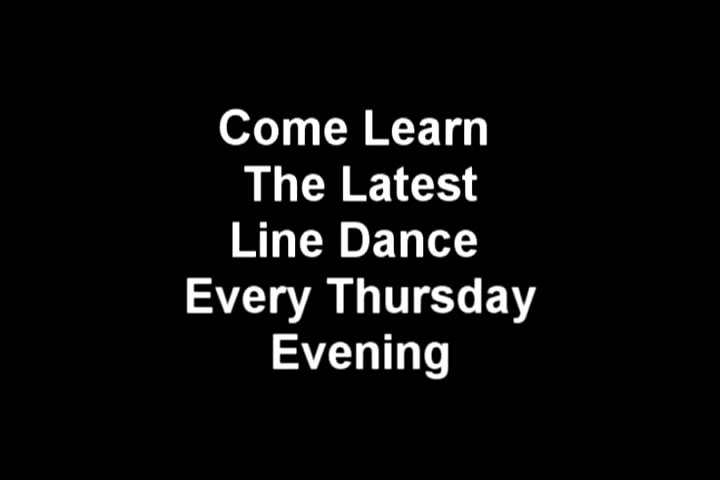 Come Learn
The Latest
Line Dance
Every Thursday
Evening